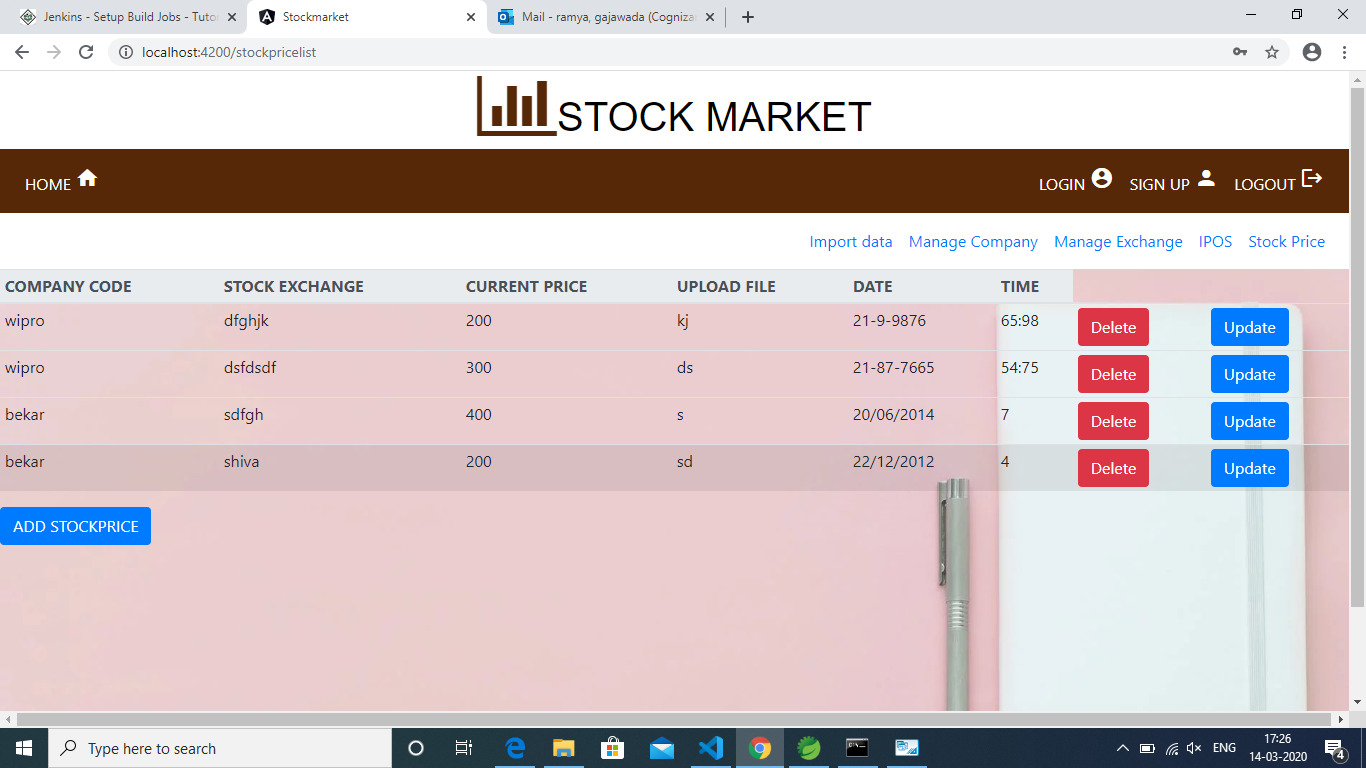 Jenkins - Setup Build Jobs - Tutor
Stockmarket
Mail - ramya, gajawada (Cognizan
localhost:4200/stockpricelist
STOCK MARKET
HOME LOGIN SIGN UP LOGOUT
Import data Manage Company Manage Exchange IPOS Stock Price
COMPANY CODE STOCK EXCHANGE CURRENT PRICE UPLOAD FILE DATE TIME
wipro dfghjk 200 kj 21-9-9876 65:98 Delete Update
wipro dsfdsdf 300 ds 21-87-7665 54:75 Delete Update
bekar sdfgh 400 s 20/06/2014 7 Delete Update
bekar shiva 200 sd 22/12/2012 4 Delete Update
ADD STOCKPRICE
Type here to search
ENG
17:26
14-03-2020
4